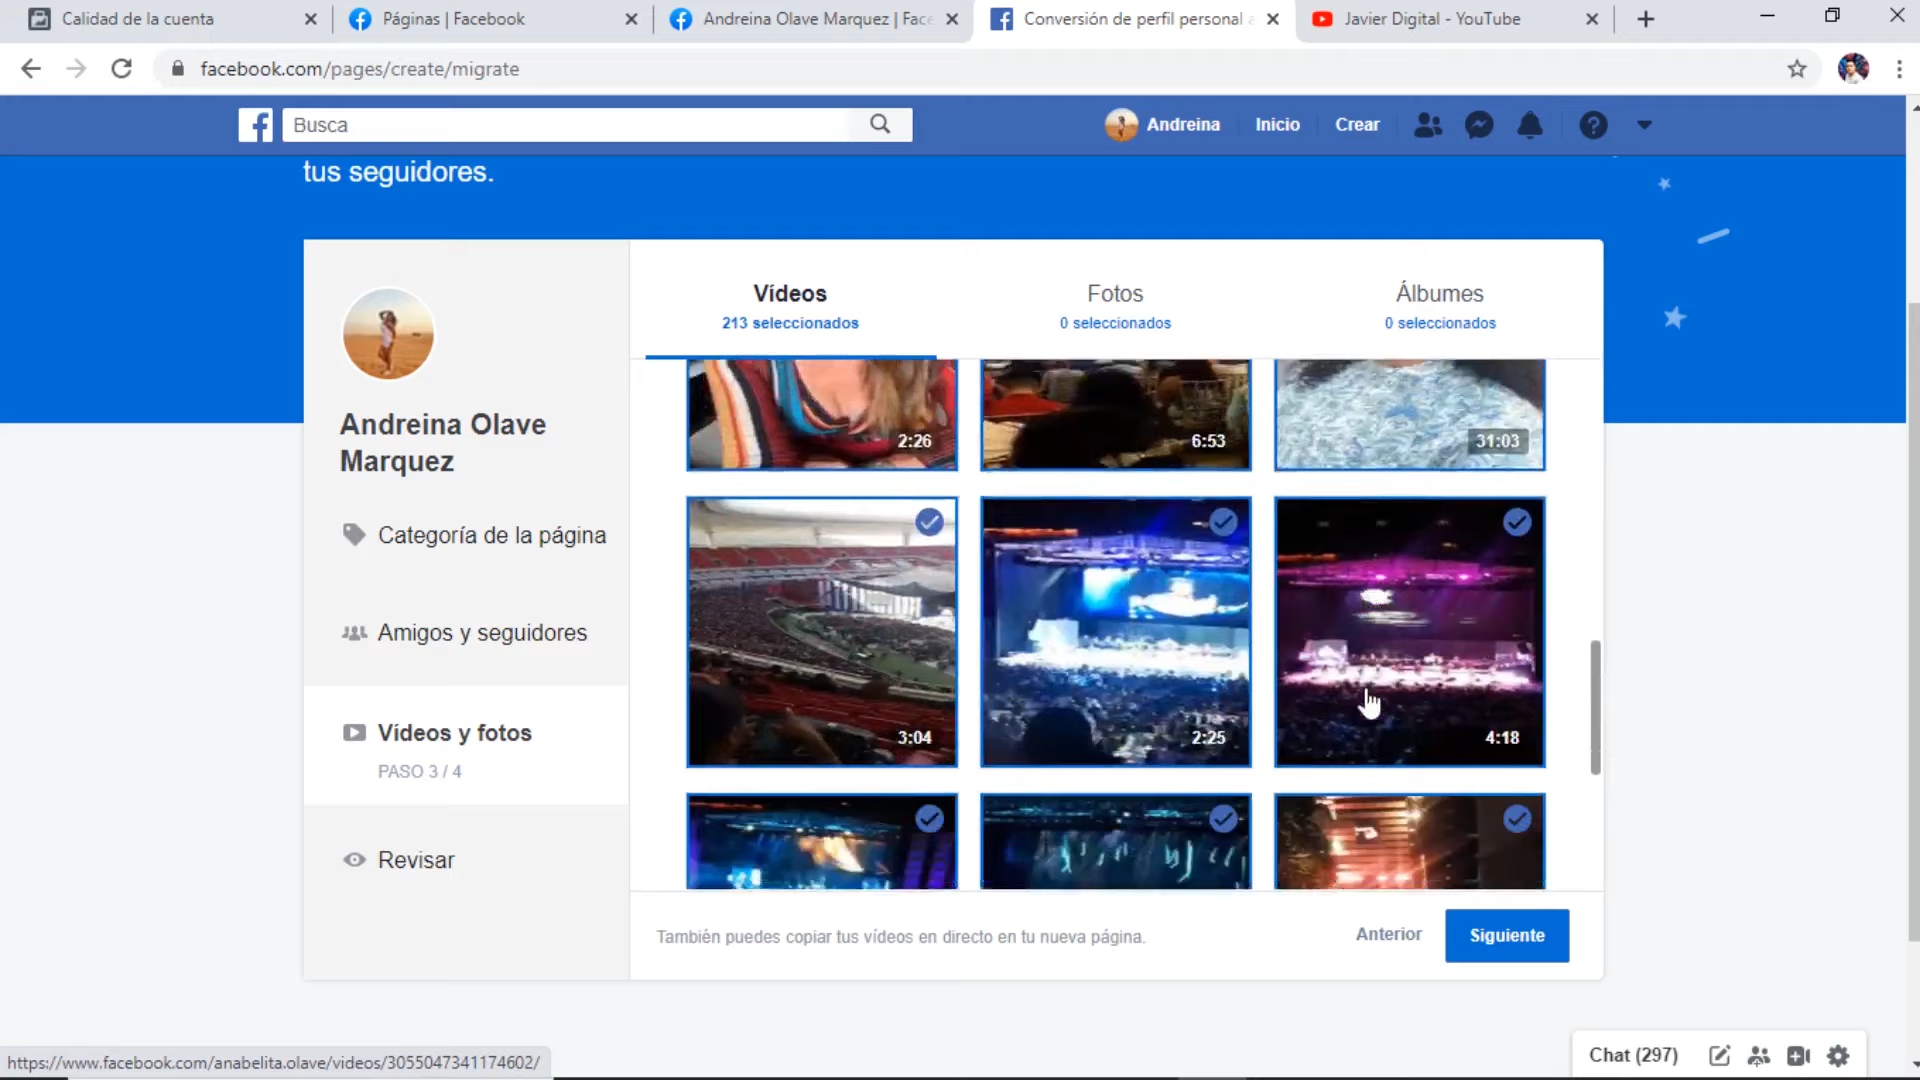 Calidad de la cuenta
Páginas | Facebook
Andreina Olave Marquez | Face
Conversión de perfil personal a
Javier Digital - YouTube
facebook.com/pages/create/migrate
Busca
Andreina
Inicio
Crear
tus seguidores.
Vídeos
213 seleccionados
Fotos
0 seleccionados
Álbumes
0 seleccionados
Andreina Olave
Marquez
Categoría de la página
Amigos y seguidores
Vídeos y fotos
PASO 3 / 4
Revisar
2:26
6:53
31:03
3:04
2:25
4:18
También puedes copiar tus vídeos en directo en tu nueva página.
Anterior
Siguiente
Chat (297)
https://www.facebook.com/anabelita.olave/videos/3055047341174602/